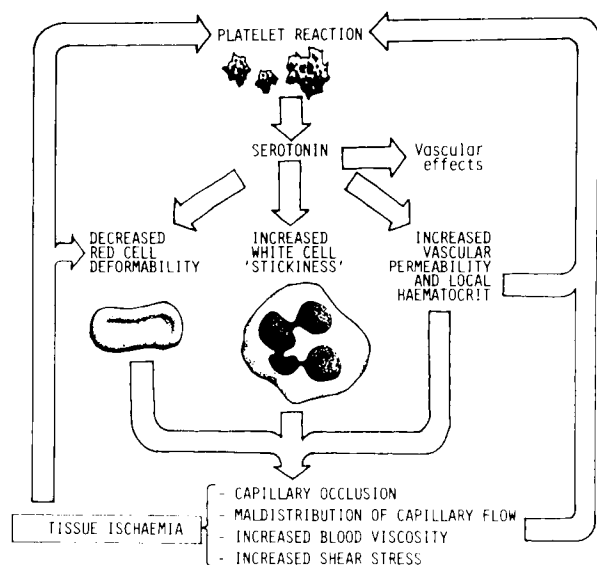 PLATELET REACTION
SEROTONIN
Vascular
effects
DECREASED
RED CELL
DEFORMABILITY
INCREASED
WHITE CELL
'STICKINESS'
INCREASED
VASCULAR
PERMEABILITY
AND LOCAL
HAEMATOCRIT
TISSUE ISCHAEMIA
- CAPILLARY OCCLUSION
- MALDISTRIBUTION OF CAPILLARY FLOW
- INCREASED BLOOD VISCOSITY
- INCREASED SHEAR STRESS